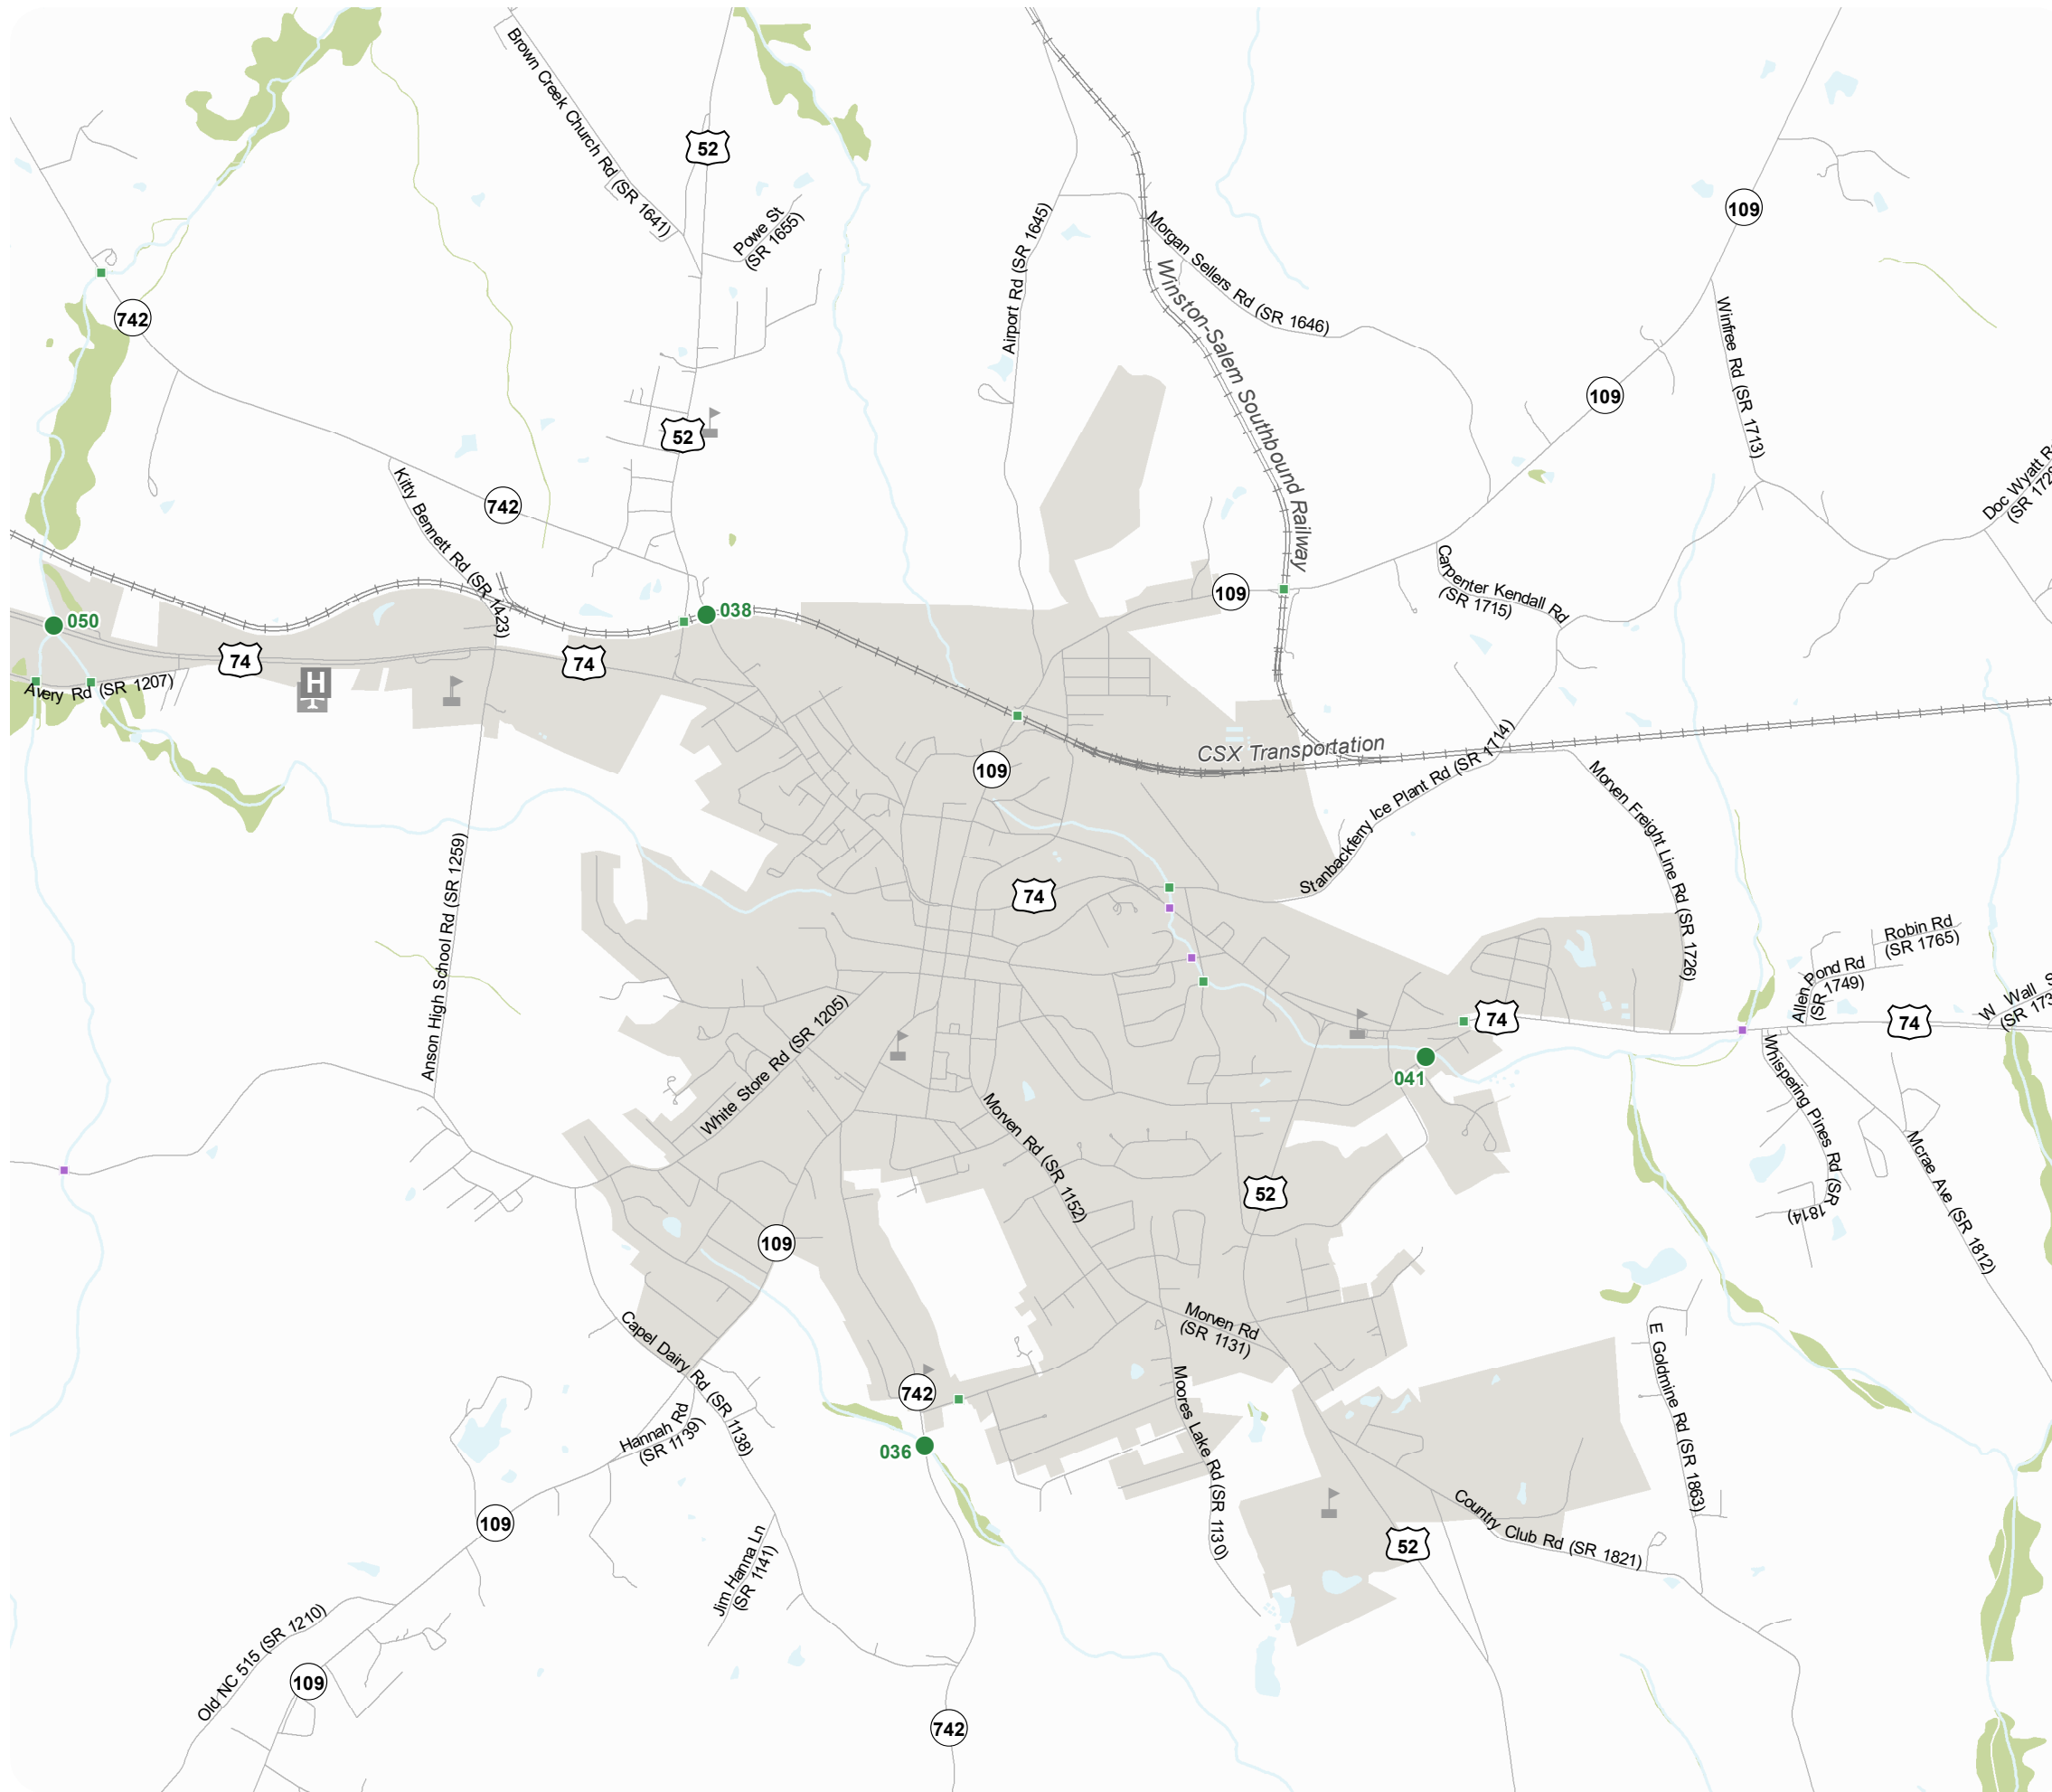 Brown Creek Church Rd (SR 1641)
52
109
Powe St
(SR 1655)
Airport Rd (SR 1645)
Morgan Sellers Rd (SR 1646)
Winston-Salem Southbound Railway
742
Winfree Rd (SR 1713)
109
52
Kitty Bennett Rd (SR 1423)
742
Doc Wyatt R
(SR 172
Carpenter Kendall Rd
(SR 1715)
109
038
050
74
74
H
Avery Rd (SR 1207)
CSX Transportation
109
Stanbackferry Ice Plant Rd (SR 1714)
Morven Freight Line Rd (SR 1726)
Anson High School Rd (SR 1259)
74
Robin Rd
(SR 1765)
Allen Pond Rd
(SR 1749)
W Wall S
(SR 173
74
74
White Store Rd (SR 1205)
041
Whispering Pines Rd (SR
1814)
Morven Rd (SR 1152)
Mcrae Ave (SR 1812)
52
109
Capel Dairy Rd (SR 1138)
Morven Rd
(SR 1131)
E Goldmine Rd (SR 1863)
Moores Lake Rd (SR 1130)
742
Hannah Rd
(SR 1139)
036
109
Country Club Rd (SR 1821)
52
Jim Hanna Ln
(SR 1141)
Old NC 515 (SR 1210)
109
742